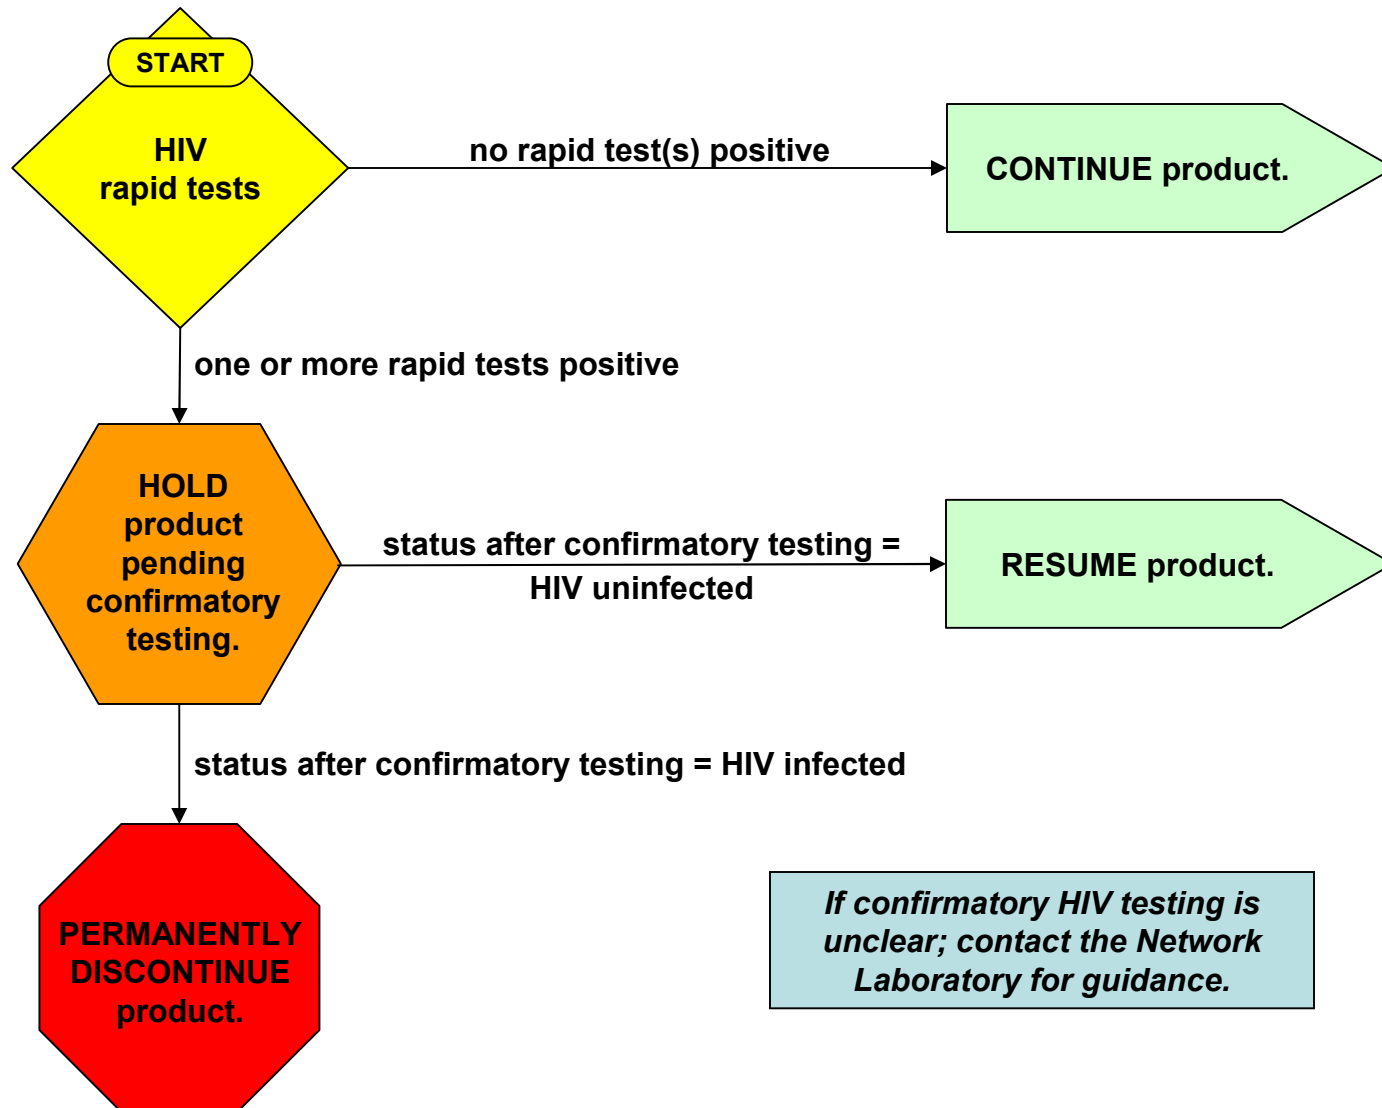 START
HIV
rapid tests
no rapid test(s) positive
CONTINUE product.
one or more rapid tests positive
HOLD
product
pending
confirmatory
testing.
status after confirmatory testing =
HIV uninfected
RESUME product.
status after confirmatory testing = HIV infected
PERMANENTLY
DISCONTINUE
product.
If confirmatory HIV testing is
unclear; contact the Network
Laboratory for guidance.